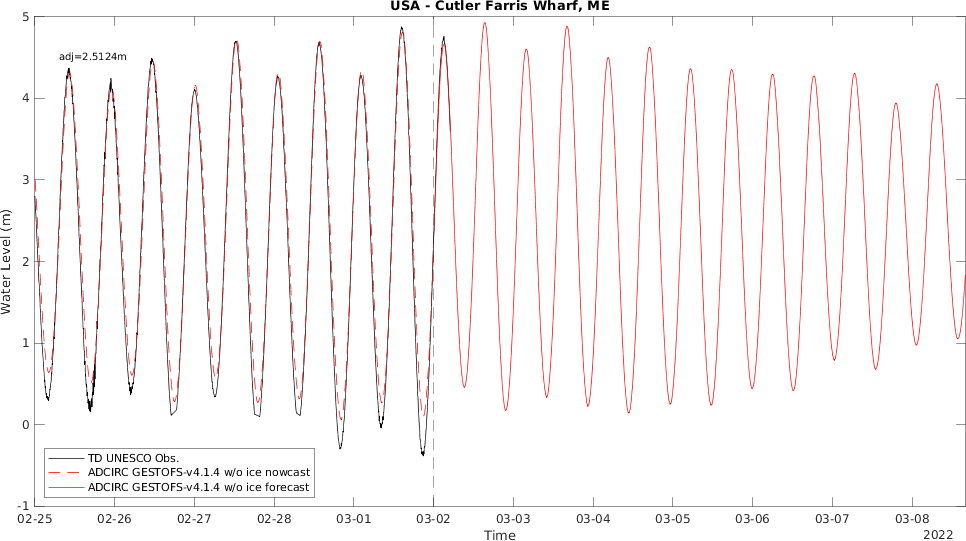 USA - Cutler Farris Wharf, ME
5
adj=2.5124m
4
3
Water Level (m)
2
1
0
TD UNESCO Obs.
ADCIRC GESTOFS-v4.1.4 w/o ice nowcast
ADCIRC GESTOFS-v4.1.4 w/o ice forecast
-1
02-25 02-26 02-27 02-28 03-01 03-02 03-03 03-04 03-05 03-06 03-07 03-08
Time
2022